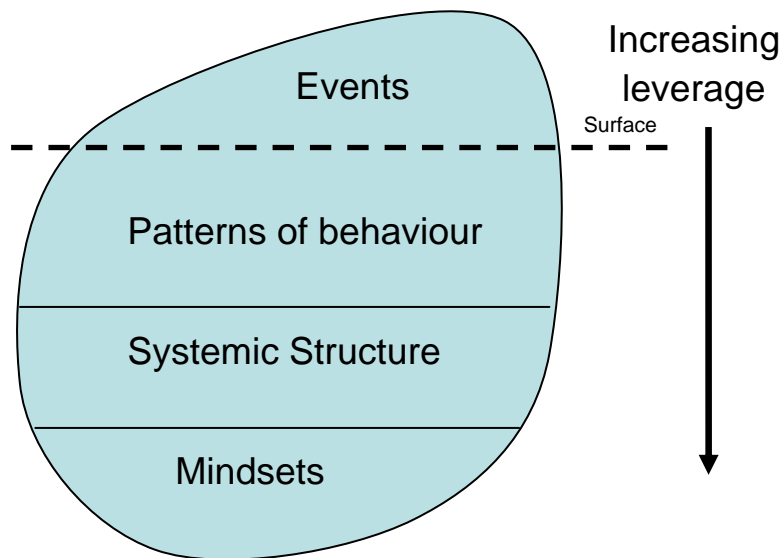 Increasing
leverage
Events
Surface
Patterns of behaviour
Systemic Structure
Mindsets